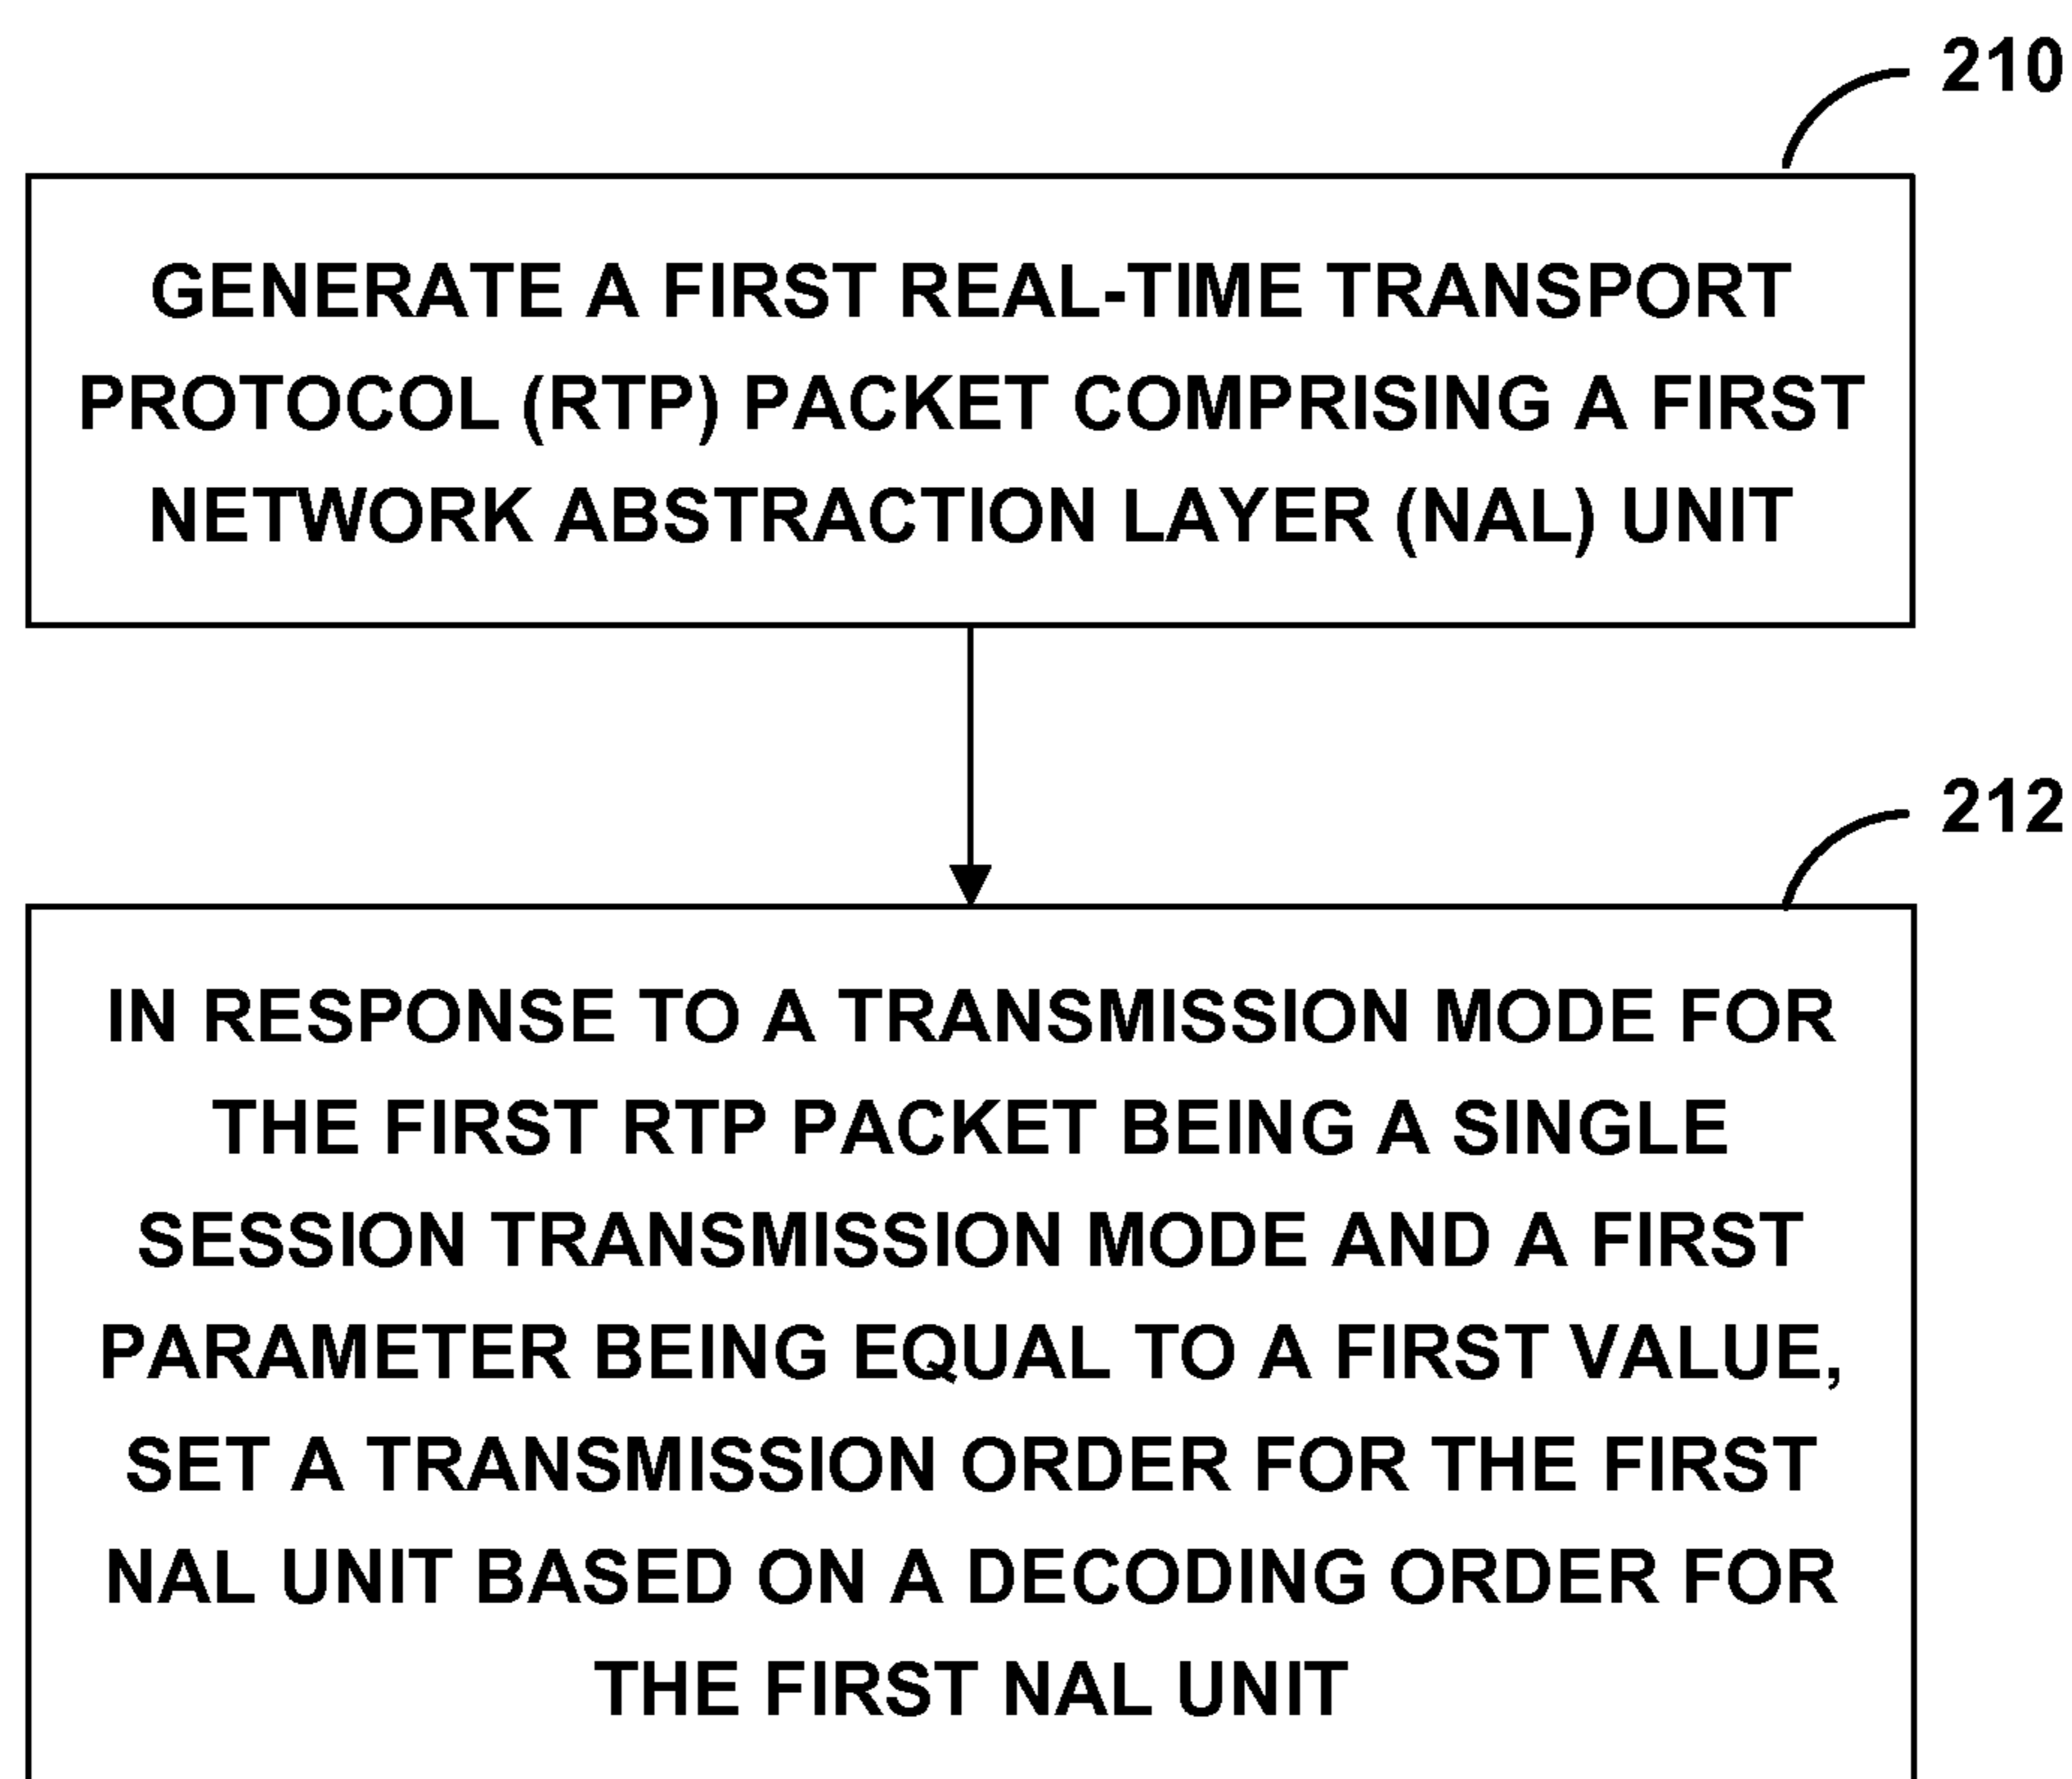 210
GENERATE A FIRST REAL-TIME TRANSPORT
PROTOCOL (RTP) PACKET COMPRISING A FIRST
NETWORK ABSTRACTION LAYER (NAL) UNIT
212
IN RESPONSE TO A TRANSMISSION MODE FOR
THE FIRST RTP PACKET BEING A SINGLE
SESSION TRANSMISSION MODE AND A FIRST
PARAMETER BEING EQUAL TO A FIRST VALUE,
SET A TRANSMISSION ORDER FOR THE FIRST
NAL UNIT BASED ON A DECODING ORDER FOR
THE FIRST NAL UNIT